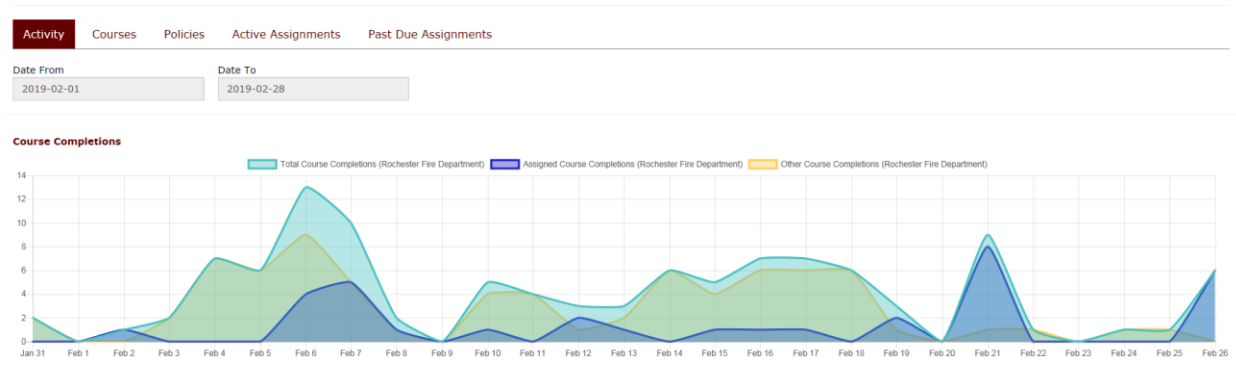 Activity Courses Policies Active Assignments Past Due Assignments
Date From Date To
2019-02-01 2019-02-28
Course Completions
Total Course Completions (Rochester Fire Department) Assigned Course Completions (Rochester Fire Department) Other Course Completions (Rochester Fire Department)
14
12
10
8
6
4
2
0
Jan 31 Feb 1 Feb 2 Feb 3 Feb 4 Feb 5 Feb 6 Feb 7 Feb 8 Feb 9 Feb 10 Feb 11 Feb 12 Feb 13 Feb 14 Feb 15 Feb 16 Feb 17 Feb 18 Feb 19 Feb 20 Feb 21 Feb 22 Feb 23 Feb 24 Feb 25 Feb 26